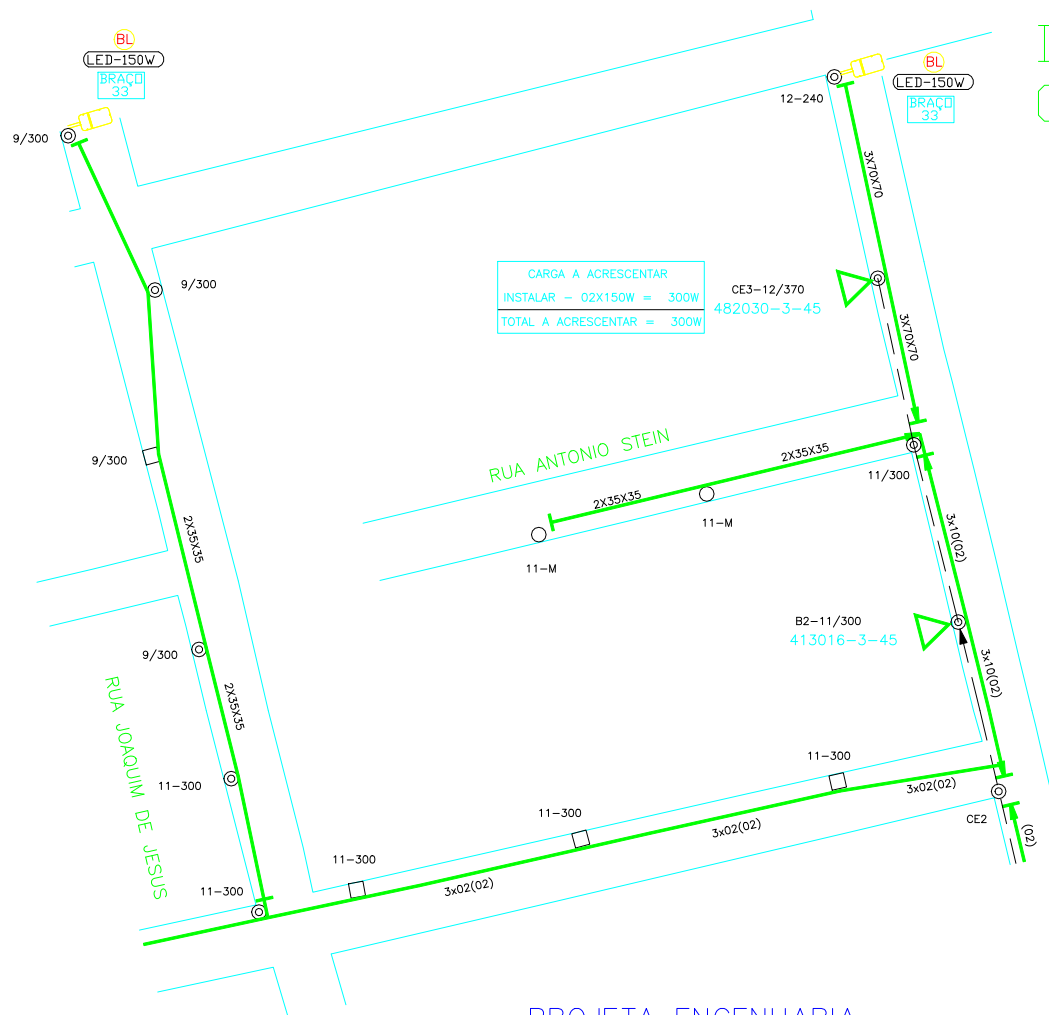 BL
LED-150W
BRAÇO
33'
9/300
BL
LED-150W
BRAÇO
33'
12-240
3X70X70
9/300
CARGA A ACRESCENTAR
INSTALAR - 02X150W = 300W
TOTAL A ACRESCENTAR = 300W
CE3-12/370
482030-3-45
3X70X70
RUA ANTONIO STEIN
2X35X35
2X35X35
11/300
9/300
11-M
11-M
2X35X35
3x10(02)
B2-11/300
413016-3-45
9/300
3x10(02)
2X35X35
RUA JOAQUIM DE JESUS
11-300
11-300
3x02(02)
11-300
3x02(02)
CE2
(02)
11-300
3x02(02)
11-300
PROJETA ENGENHARIA